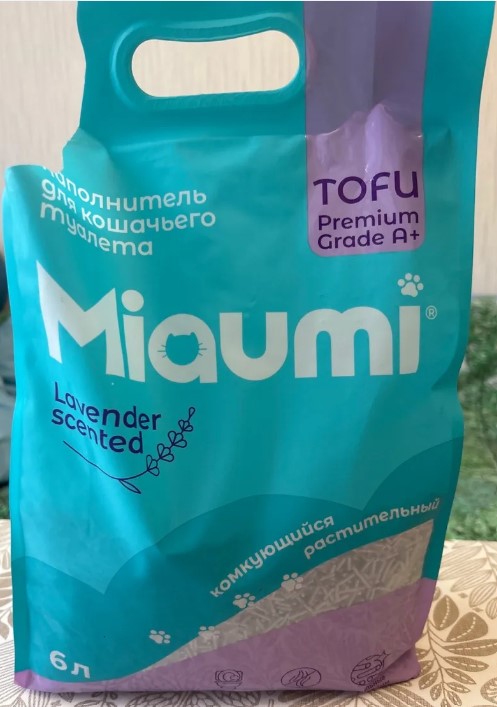 наполнитель
для кошачьего
туалета
TOFU
Premium
Grade A+
Miaumi®
Lavender
scented
комкующийся
растительный
6 л